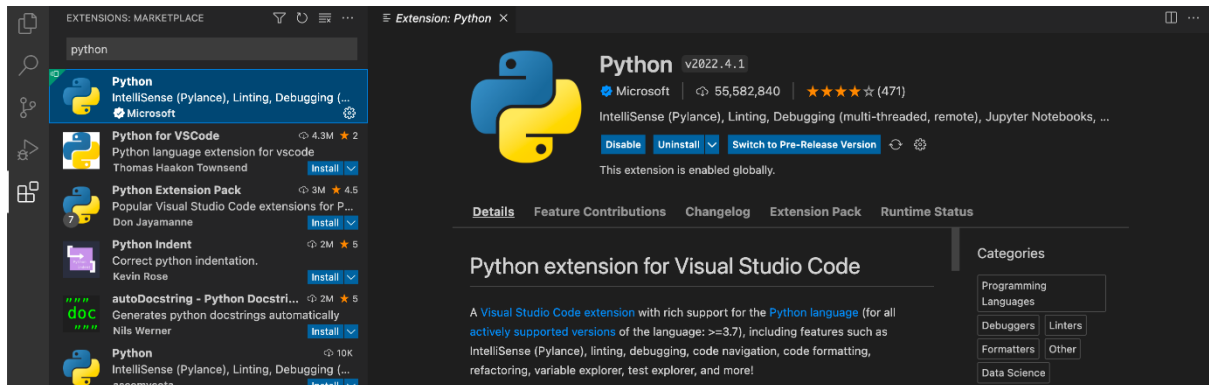 EXTENSIONS: MARKETPLACE
python
Python
IntelliSense (Pylance), Linting, Debugging (...
Microsoft
Python for VSCode 4.3M 2
Python language extension for vscode
Thomas Haakon Townsend Install
Python Extension Pack 3M 4.5
Popular Visual Studio Code extensions for P...
7
Don Jayamanne Install
Python Indent 2M 5
Correct python indentation.
Kevin Rose Install
autoDocstring - Python Docstri... 2M 5
""" doc """
Generates python docstrings automatically
Nils Werner Install
Python 10K
IntelliSense (Pylance), Linting, Debugging (...
Extension: Python
Python v2022.4.1
Microsoft 55,582,840 (471)
IntelliSense (Pylance), Linting, Debugging (multi-threaded, remote), Jupyter Notebooks, ...
Disable Uninstall Switch to Pre-Release Version
This extension is enabled globally.
Details Feature Contributions Changelog Extension Pack Runtime Status
Python extension for Visual Studio Code
A Visual Studio Code extension with rich support for the Python language (for all
actively supported versions of the language: >=3.7), including features such as
IntelliSense (Pylance), linting, debugging, code navigation, code formatting,
refactoring, variable explorer, test explorer, and more!
Categories
Programming
Languages
Debuggers Linters
Formatters Other
Data Science